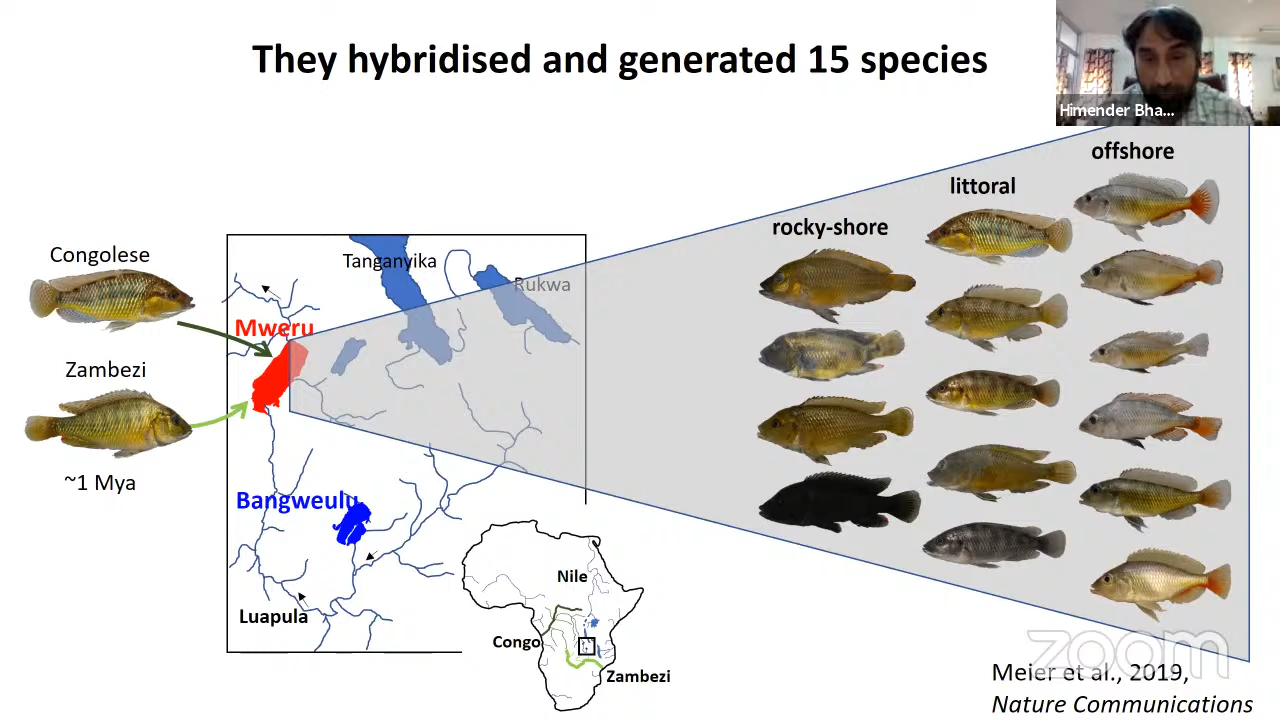 They hybridised and generated 15 species
Himender Bha...
offshore
littoral
rocky-shore
Congolese
Tanganyika
Rukwa
Mweru
Zambezi
~1 Mya
Bangweulu
Luapula
Nile
Congo
Zambezi
zoom
Meier et al., 2019,
Nature Communications